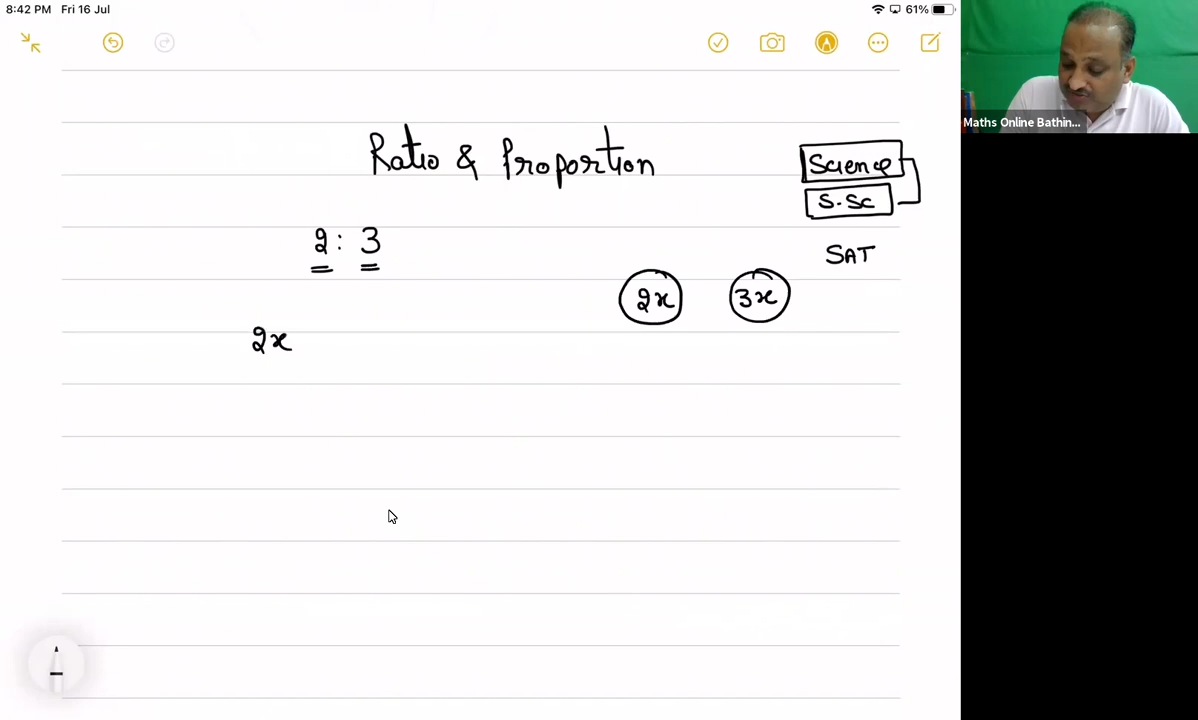 8:42 PM Fri 16 Jul
61%
Maths Online Bathin...
Ratio & Proportion
Science
S.Sc
2 : 3
SAT
2x 3x
2x